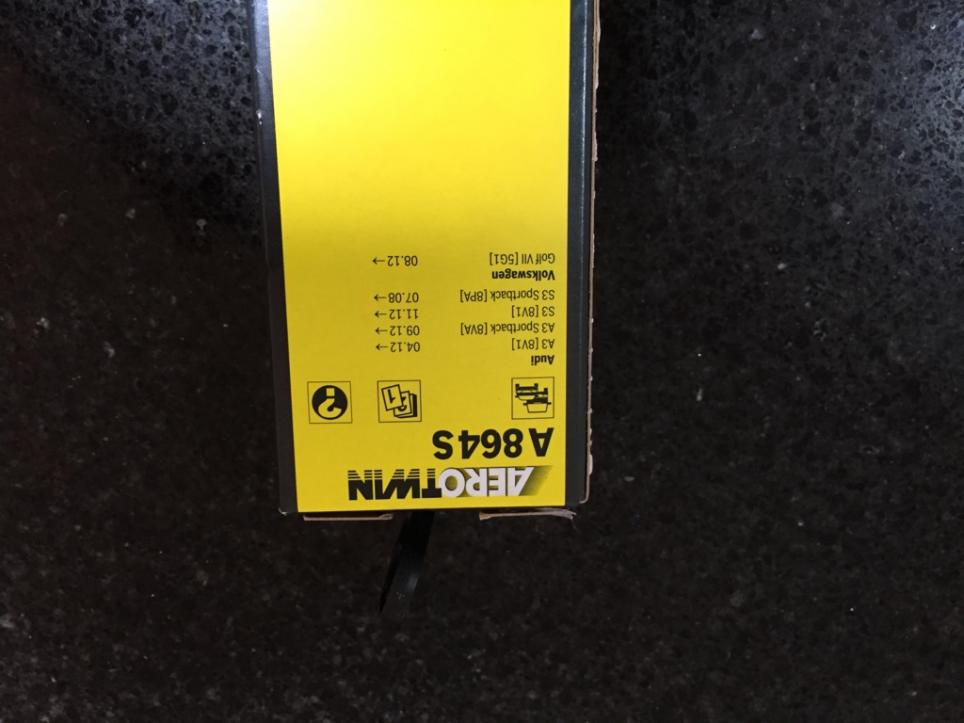 AEROTWIN
A 864 S
Audi
A3 [8V1] 04.12→
A3 Sportback [8VA] 09.12→
S3 [8V1] 11.12→
S3 Sportback [8PA] 07.08→
Volkswagen
Golf VII [5G1] 08.12→